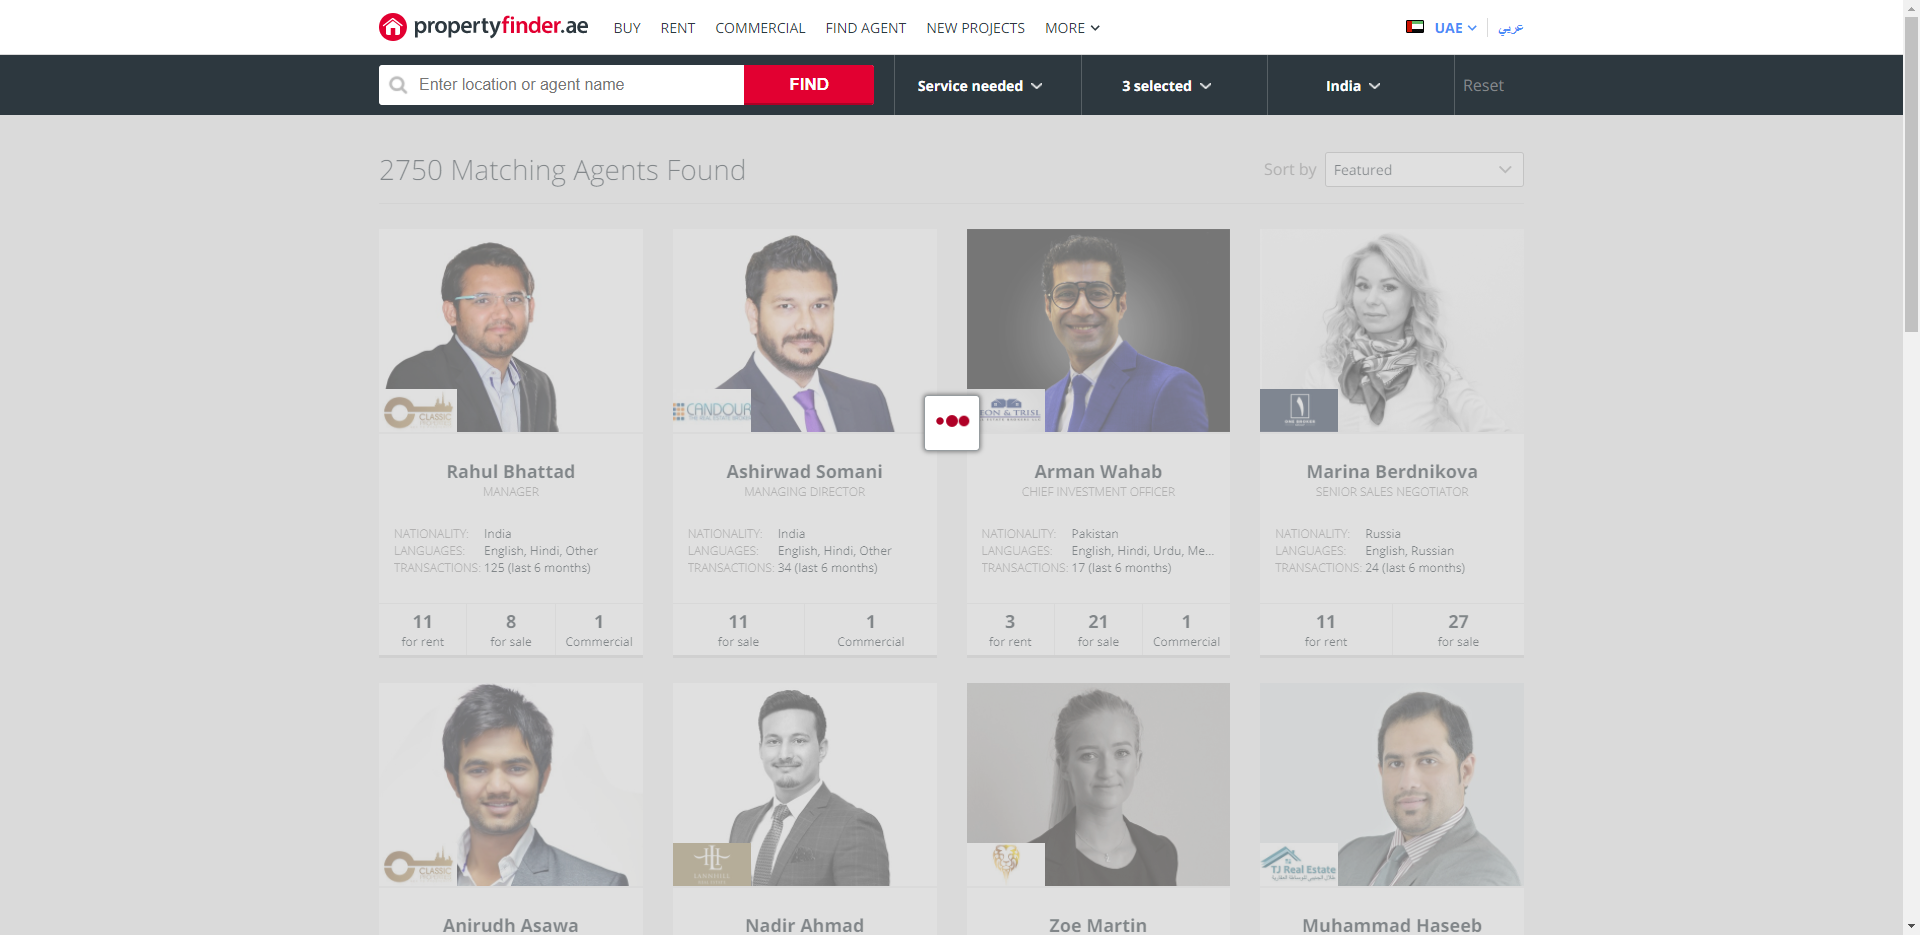 propertyfinder.ae
BUY
RENT
COMMERCIAL
FIND AGENT
NEW PROJECTS
MORE
UAE
عربي
Enter location or agent name
FIND
Service needed
3 selected
India
Reset
2750 Matching Agents Found
Sort by
Featured
CLASSIC
CANDOUR
EON & TRISL
ONE BROKER
Rahul Bhattad
MANAGER
NATIONALITY: India
LANGUAGES: English, Hindi, Other
TRANSACTIONS: 125 (last 6 months)
11 for rent
8 for sale
1 Commercial
Ashirwad Somani
MANAGING DIRECTOR
NATIONALITY: India
LANGUAGES: English, Hindi, Other
TRANSACTIONS: 34 (last 6 months)
11 for sale
1 Commercial
Arman Wahab
CHIEF INVESTMENT OFFICER
NATIONALITY: Pakistan
LANGUAGES: English, Hindi, Urdu, Me...
TRANSACTIONS: 17 (last 6 months)
3 for rent
21 for sale
1 Commercial
Marina Berdnikova
SENIOR SALES NEGOTIATOR
NATIONALITY: Russia
LANGUAGES: English, Russian
TRANSACTIONS: 24 (last 6 months)
11 for rent
27 for sale
CLASSIC
TJ Real Estate
Anirudh Asawa
Nadir Ahmad
Zoe Martin
Muhammad Haseeb